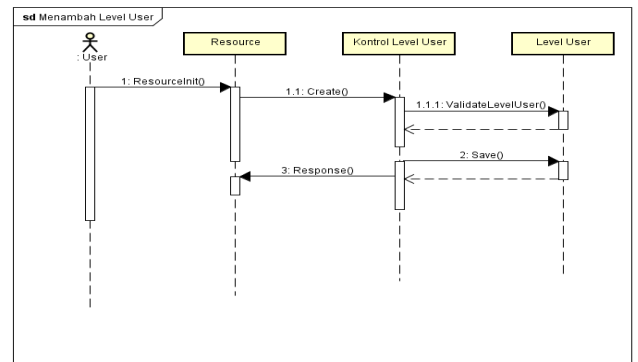 sd Menambah Level User
: User
Resource
Kontrol Level User
Level User
1: ResourceInit()
1.1: Create()
1.1.1: ValidateLevelUser()
2: Save()
3: Response()